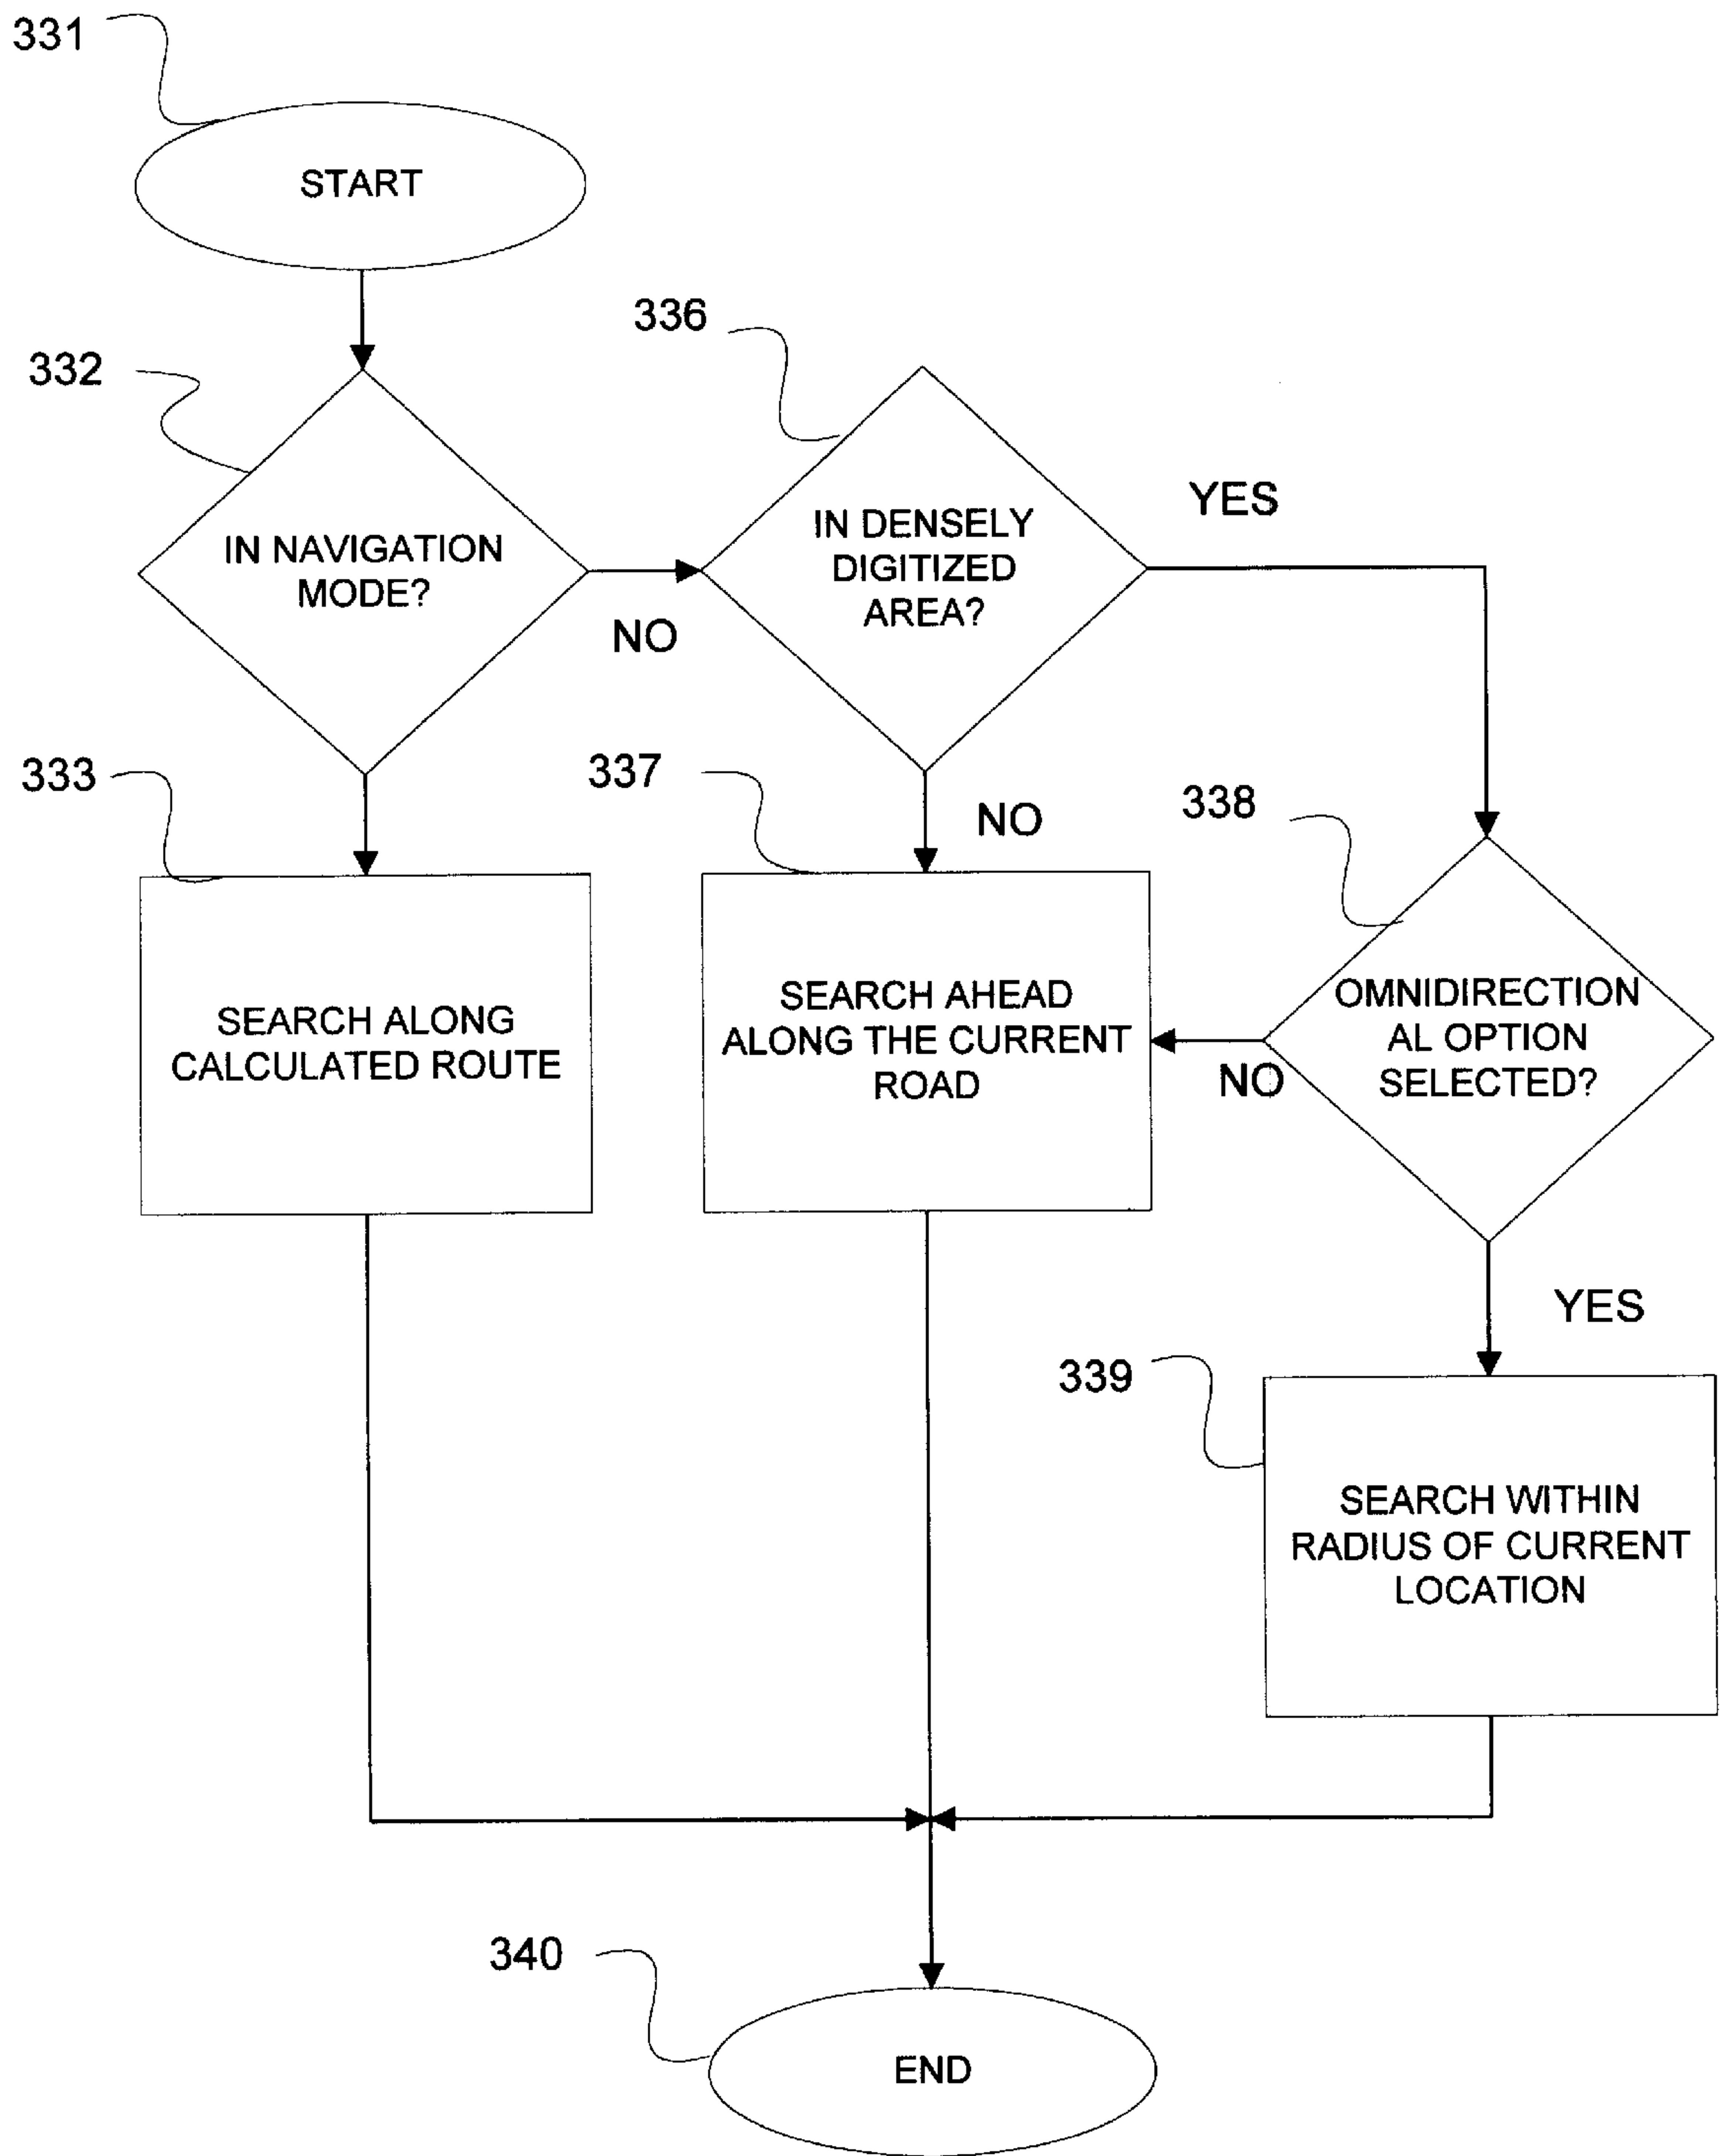 331
START
332
IN NAVIGATION
MODE?
NO
336
IN DENSELY
DIGITIZED
AREA?
YES
NO
333
SEARCH ALONG
CALCULATED ROUTE
337
SEARCH AHEAD
ALONG THE CURRENT
ROAD
338
OMNIDIRECTION
AL OPTION
SELECTED?
NO
YES
339
SEARCH WITHIN
RADIUS OF CURRENT
LOCATION
340
END